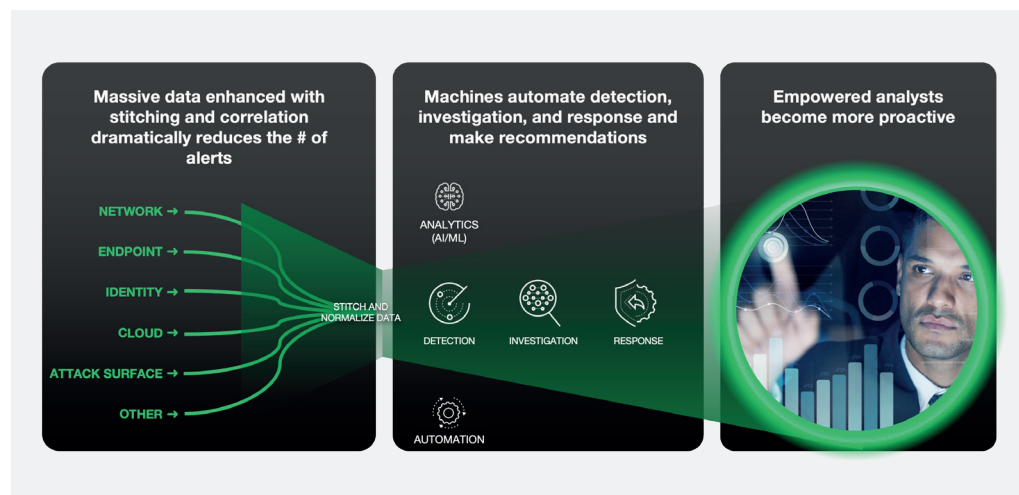 Massive data enhanced with
stitching and correlation
dramatically reduces the # of
alerts
NETWORK →
ENDPOINT →
IDENTITY →
CLOUD →
ATTACK SURFACE →
OTHER →
STITCH AND
NORMALIZE DATA
Machines automate detection,
investigation, and response and
make recommendations
ANALYTICS
(AI/ML)
DETECTION
INVESTIGATION
RESPONSE
AUTOMATION
Empowered analysts
become more proactive